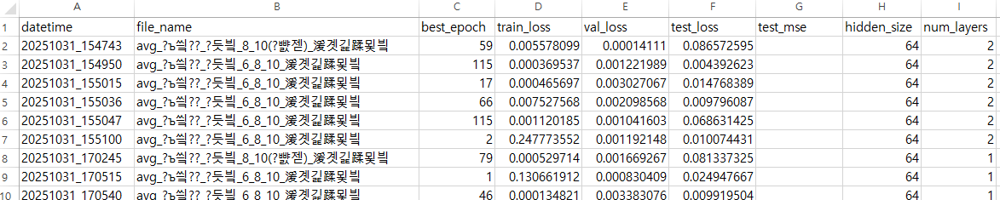 A B C D E F G H I
1 datetime file_name best_epoch train_loss val_loss test_loss test_mse hidden_size num_layers
2 20251031_154743 59 0.005578099 0.00014111 0.086572595 64 2
3 20251031_154950 115 0.000369537 0.001221989 0.004392623 64 2
4 20251031_155015 17 0.000465697 0.003027067 0.014768389 64 2
5 20251031_155036 66 0.007527568 0.002098568 0.009796087 64 2
6 20251031_155047 115 0.001120185 0.001041603 0.068631425 64 2
7 20251031_155100 2 0.247773552 0.001192148 0.010074431 64 2
8 20251031_170245 79 0.000529714 0.001669267 0.081337325 64 1
9 20251031_170515 1 0.130661912 0.000830409 0.024947667 64 1
10 20251031_170540 46 0.000134821 0.003383076 0.009919504 64 1